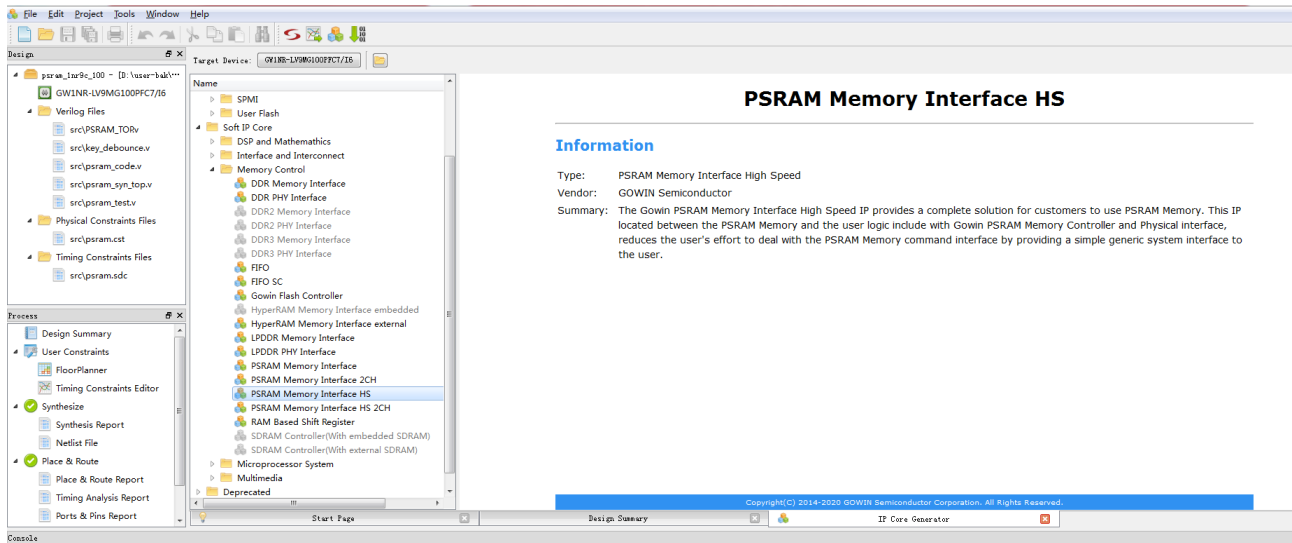 File Edit Project Tools Window Help
Design
psram_1nr9c_100 - [D:\user-bak\...
GW1NR-LV9MG100PFC7/I6
Verilog Files
src\PSRAM_TORv
src\key_debounce.v
src\psram_code.v
src\psram_syn_top.v
src\psram_test.v
Physical Constraints Files
src\psram.cst
Timing Constraints Files
src\psram.sdc
Process
Design Summary
User Constraints
FloorPlanner
Timing Constraints Editor
Synthesize
Synthesis Report
Netlist File
Place & Route
Place & Route Report
Timing Analysis Report
Ports & Pins Report
Target Device: GW1NR-LV9MG100PFC7/I6
Name
SPMI
User Flash
Soft IP Core
DSP and Mathemathics
Interface and Interconnect
Memory Control
DDR Memory Interface
DDR PHY Interface
DDR2 Memory Interface
DDR2 PHY Interface
DDR3 Memory Interface
DDR3 PHY Interface
FIFO
FIFO SC
Gowin Flash Controller
HyperRAM Memory Interface embedded
HyperRAM Memory Interface external
LPDDR Memory Interface
LPDDR PHY Interface
PSRAM Memory Interface
PSRAM Memory Interface 2CH
PSRAM Memory Interface HS
PSRAM Memory Interface HS 2CH
RAM Based Shift Register
SDRAM Controller(With embedded SDRAM)
SDRAM Controller(With external SDRAM)
Microprocessor System
Multimedia
Deprecated
PSRAM Memory Interface HS
Information
Type: PSRAM Memory Interface High Speed
Vendor: GOWIN Semiconductor
Summary: The Gowin PSRAM Memory Interface High Speed IP provides a complete solution for customers to use PSRAM Memory. This IP
located between the PSRAM Memory and the user logic include with Gowin PSRAM Memory Controller and Physical interface,
reduces the user's effort to deal with the PSRAM Memory command interface by providing a simple generic system interface to
the user.
Copyright(C) 2014-2020 GOWIN Semiconductor Corporation. All Rights Reserved.
Start Page
Design Summary
IP Core Generator
Console